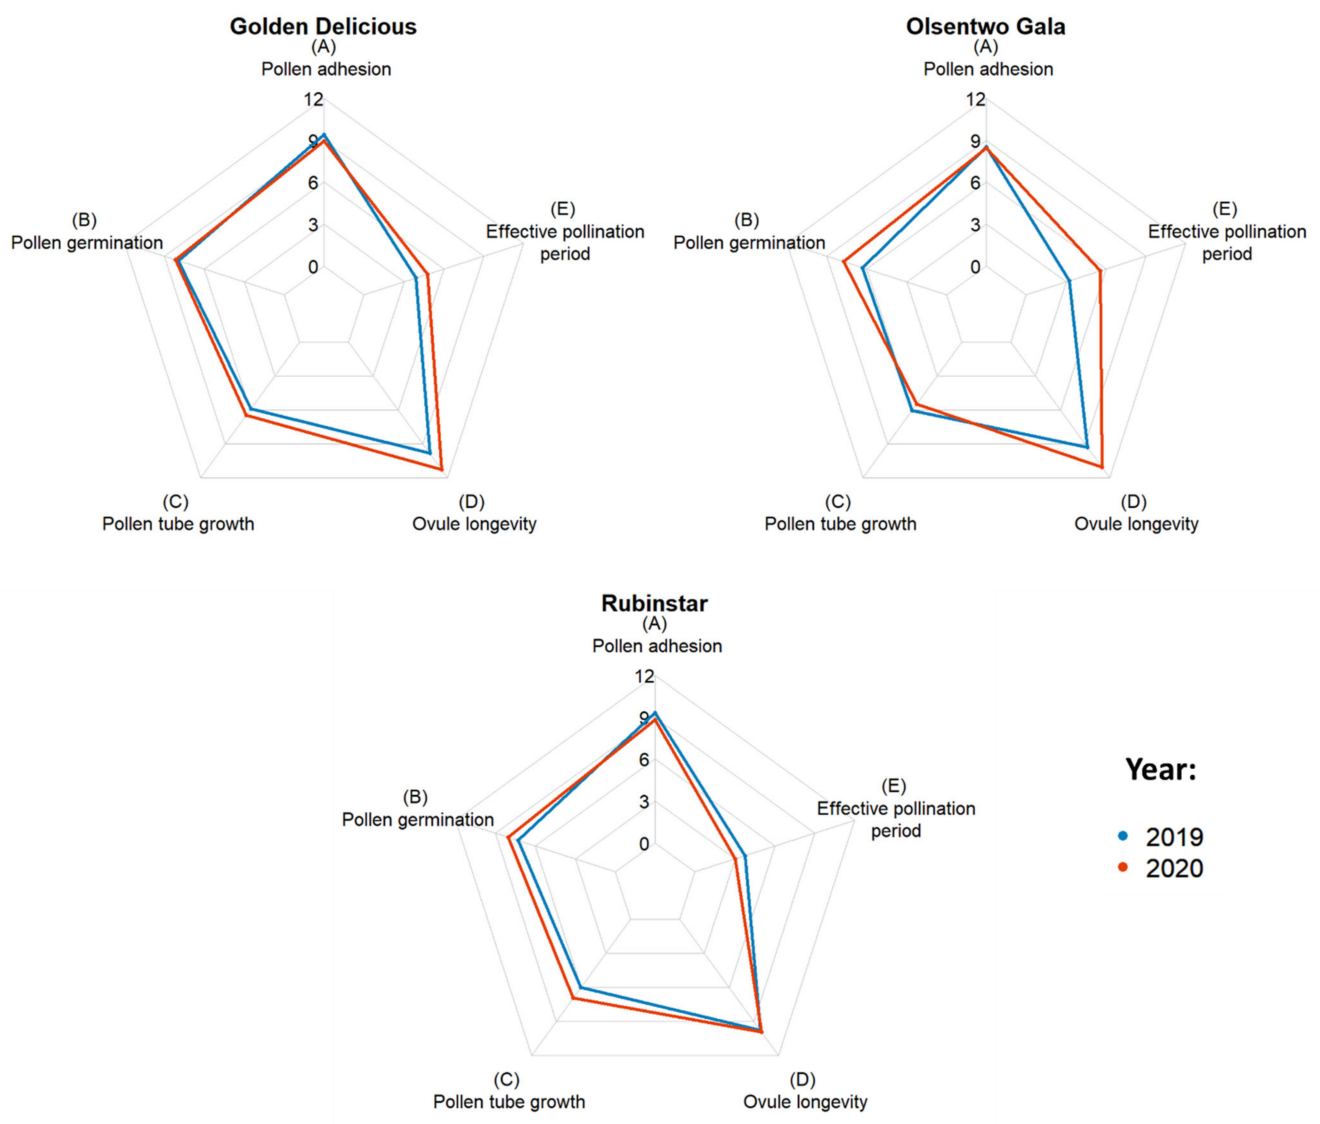 Golden Delicious
(A)
Pollen adhesion
12
9
6
3
0
(B)
Pollen germination
(E)
Effective pollination
period
(C)
Pollen tube growth
(D)
Ovule longevity
Olsentwo Gala
(A)
Pollen adhesion
12
9
6
3
0
(B)
Pollen germination
(E)
Effective pollination
period
(C)
Pollen tube growth
(D)
Ovule longevity
Rubinstar
(A)
Pollen adhesion
12
9
6
3
0
(B)
Pollen germination
(E)
Effective pollination
period
(C)
Pollen tube growth
(D)
Ovule longevity
Year:
2019
2020